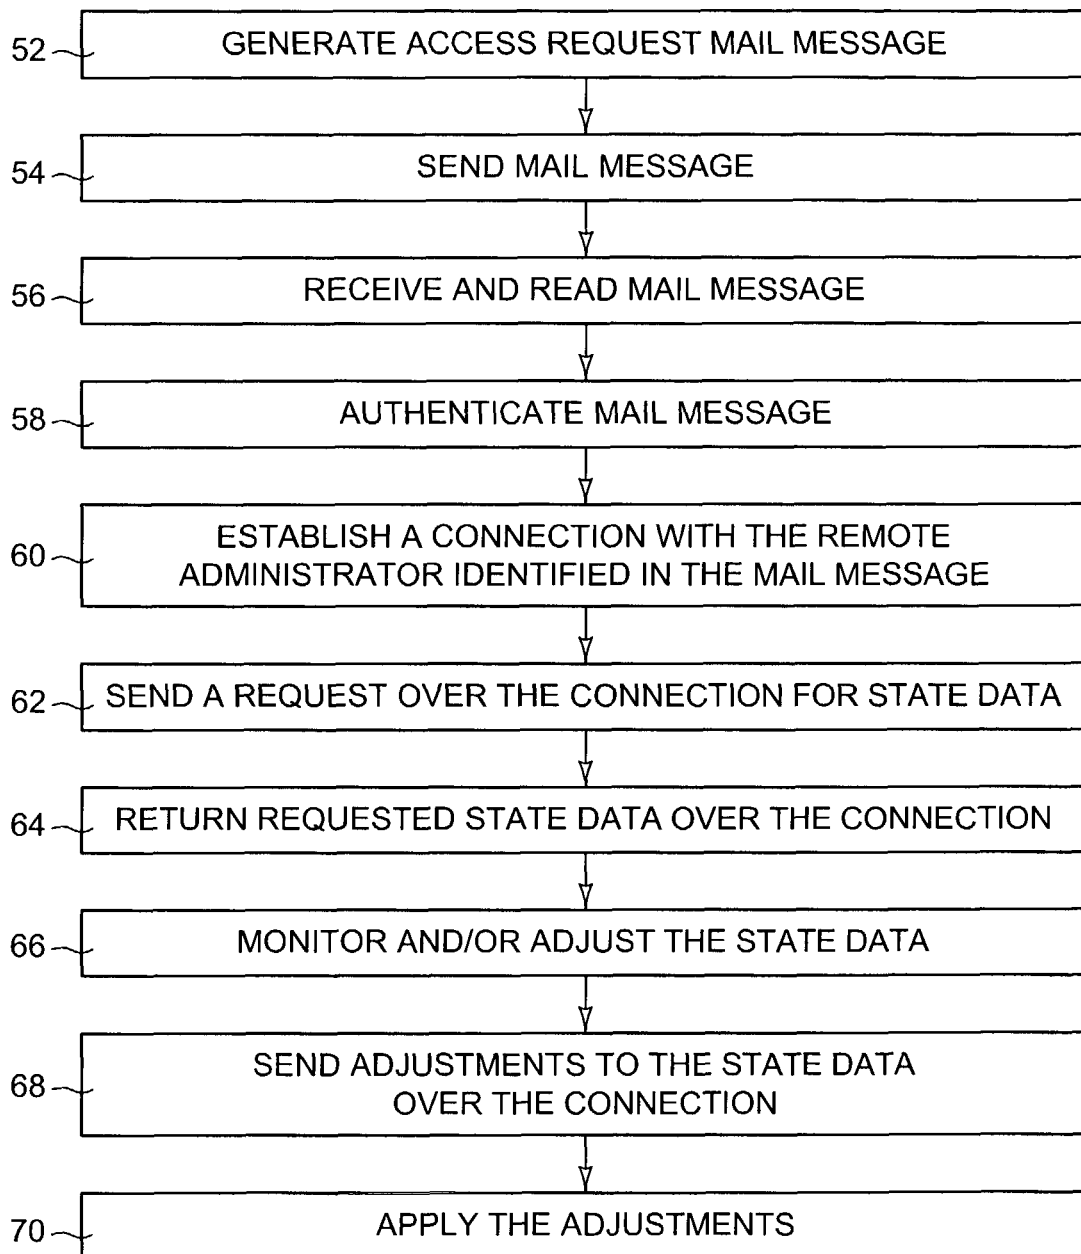 52 GENERATE ACCESS REQUEST MAIL MESSAGE
54 SEND MAIL MESSAGE
56 RECEIVE AND READ MAIL MESSAGE
58 AUTHENTICATE MAIL MESSAGE
60 ESTABLISH A CONNECTION WITH THE REMOTE
ADMINISTRATOR IDENTIFIED IN THE MAIL MESSAGE
62 SEND A REQUEST OVER THE CONNECTION FOR STATE DATA
64 RETURN REQUESTED STATE DATA OVER THE CONNECTION
66 MONITOR AND/OR ADJUST THE STATE DATA
68 SEND ADJUSTMENTS TO THE STATE DATA
OVER THE CONNECTION
70 APPLY THE ADJUSTMENTS